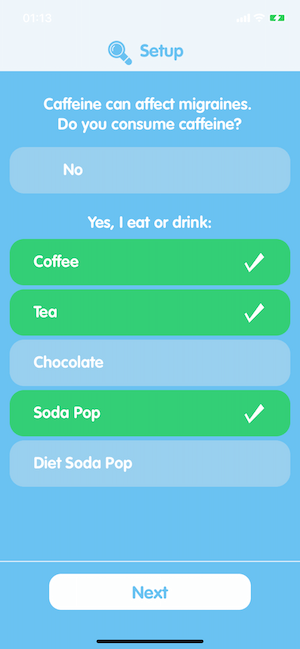 01:13
Setup
Caffeine can affect migraines.
Do you consume caffeine?
No
Yes, I eat or drink:
Coffee
Tea
Chocolate
Soda Pop
Diet Soda Pop
Next